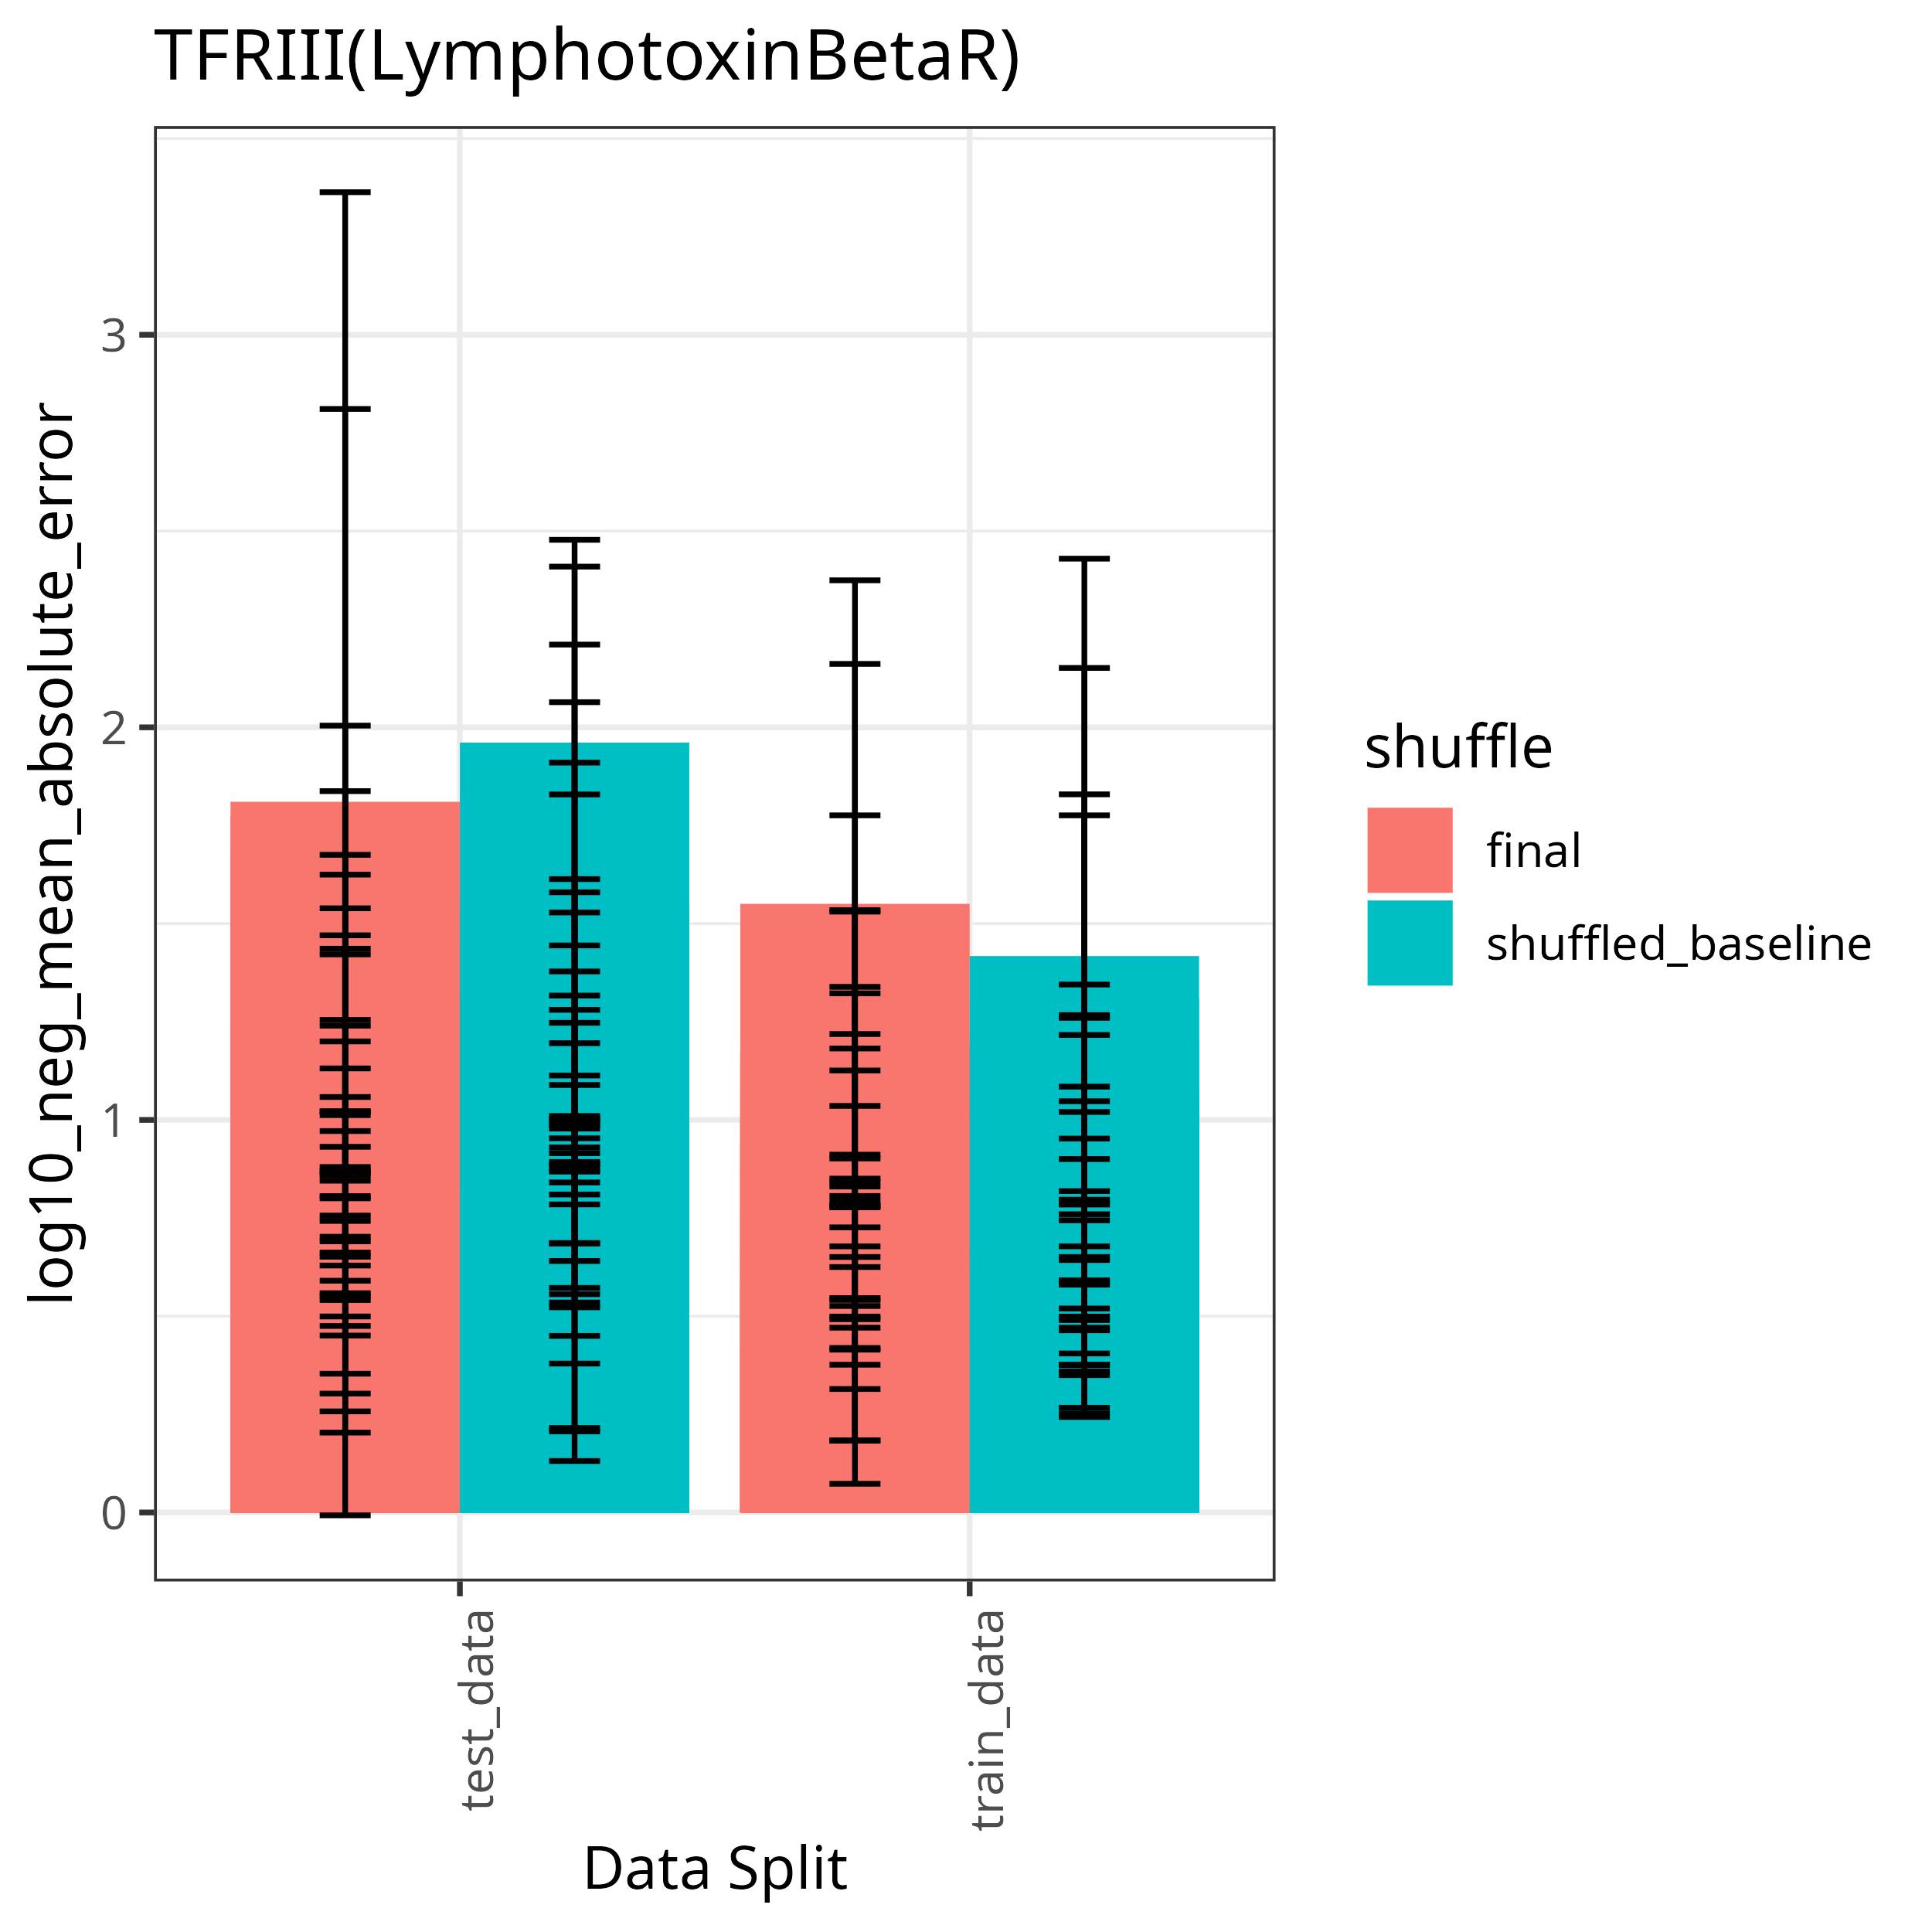 TFRIII(LymphotoxinBetaR)
log10_neg_mean_absolute_error
3
2
1
0
test_data
train_data
Data Split
shuffle
final
shuffled_baseline